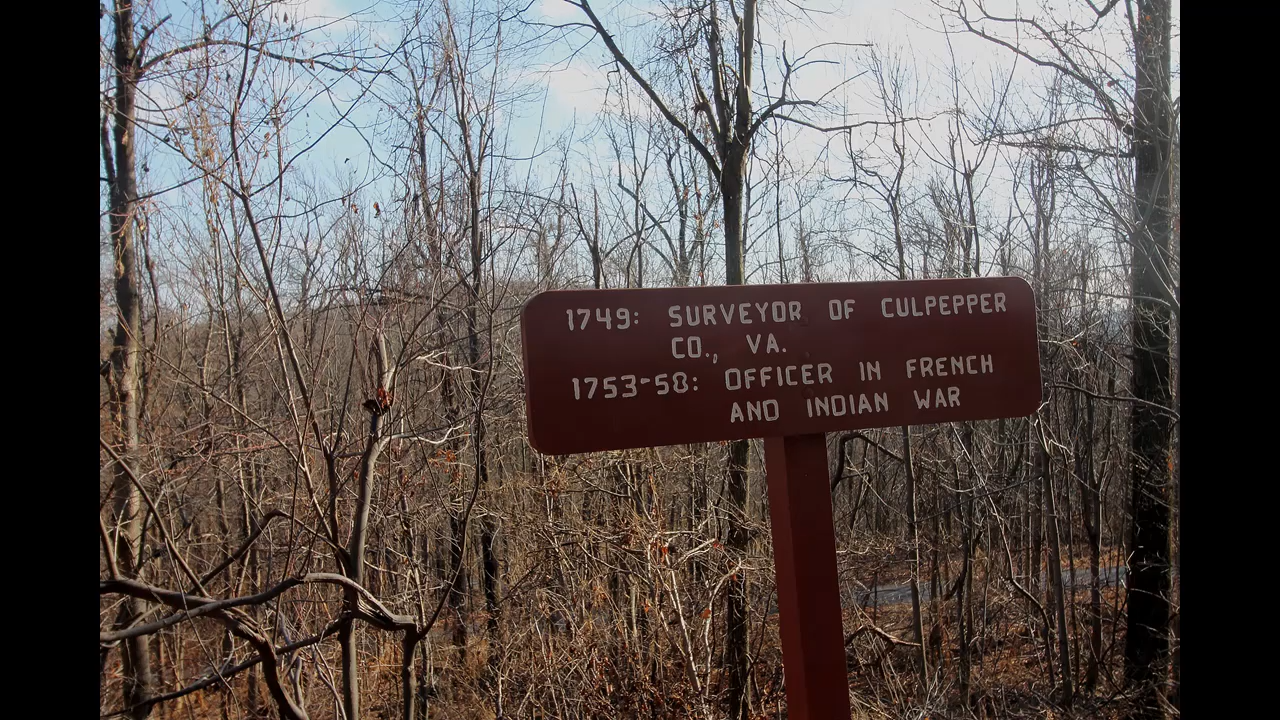 1749: SURVEYOR OF CULPEPPER
CO., VA.
1753-58: OFFICER IN FRENCH
AND INDIAN WAR